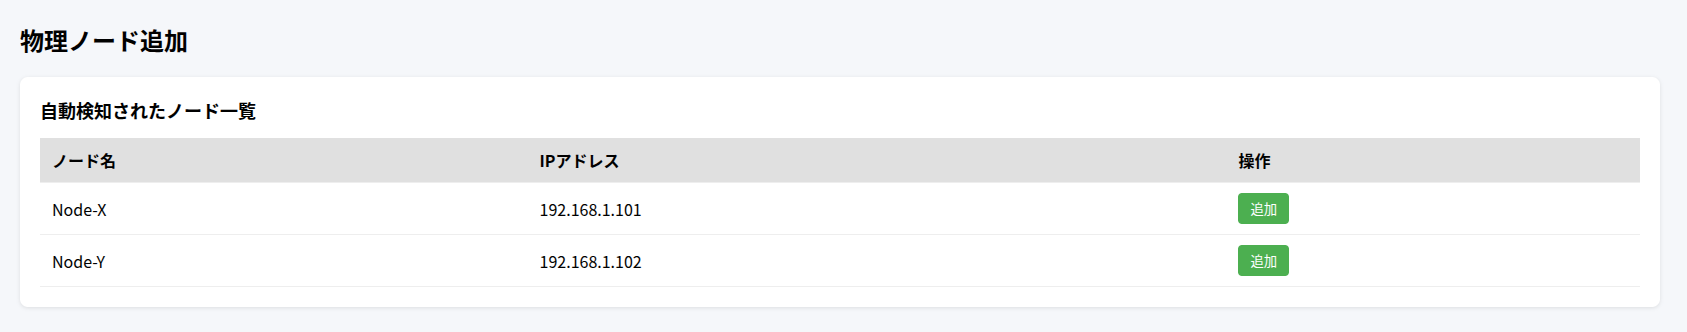 物理ノード追加
自動検知されたノード一覧
ノード名 IPアドレス 操作
Node-X 192.168.1.101 追加
Node-Y 192.168.1.102 追加